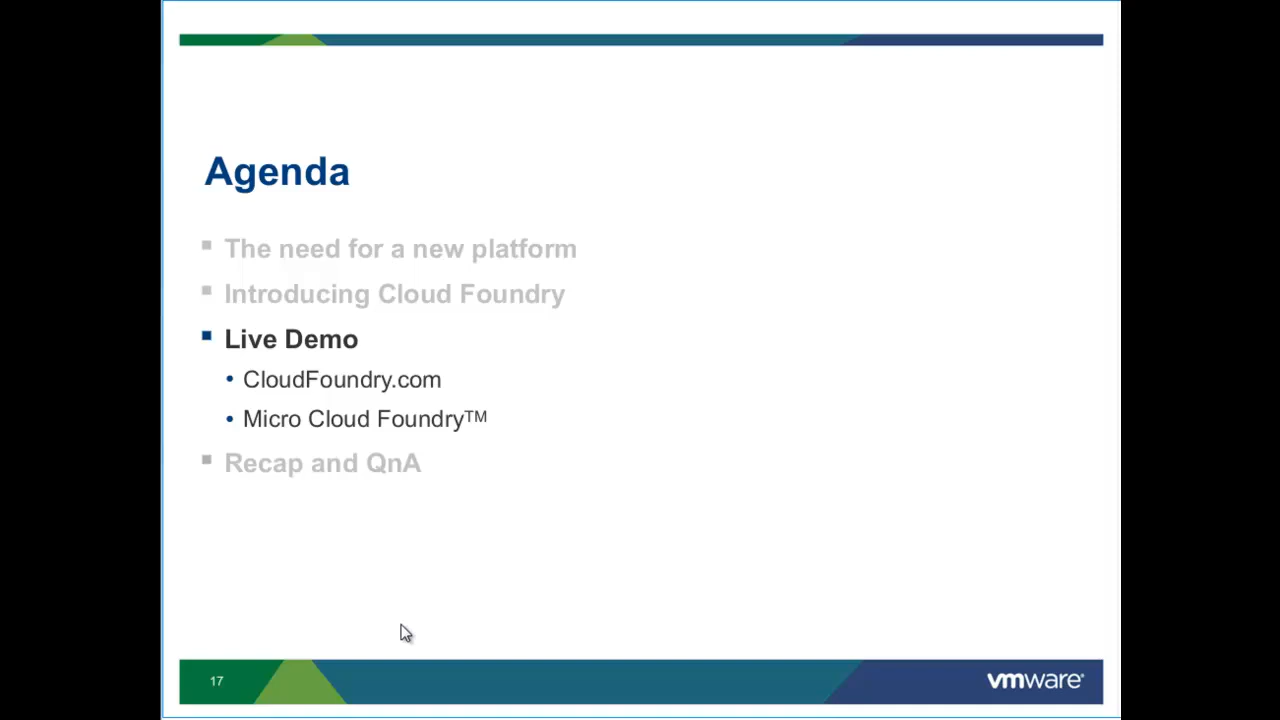 Agenda
The need for a new platform
Introducing Cloud Foundry
Live Demo
CloudFoundry.com
Micro Cloud Foundry™
Recap and QnA
17
vmware®